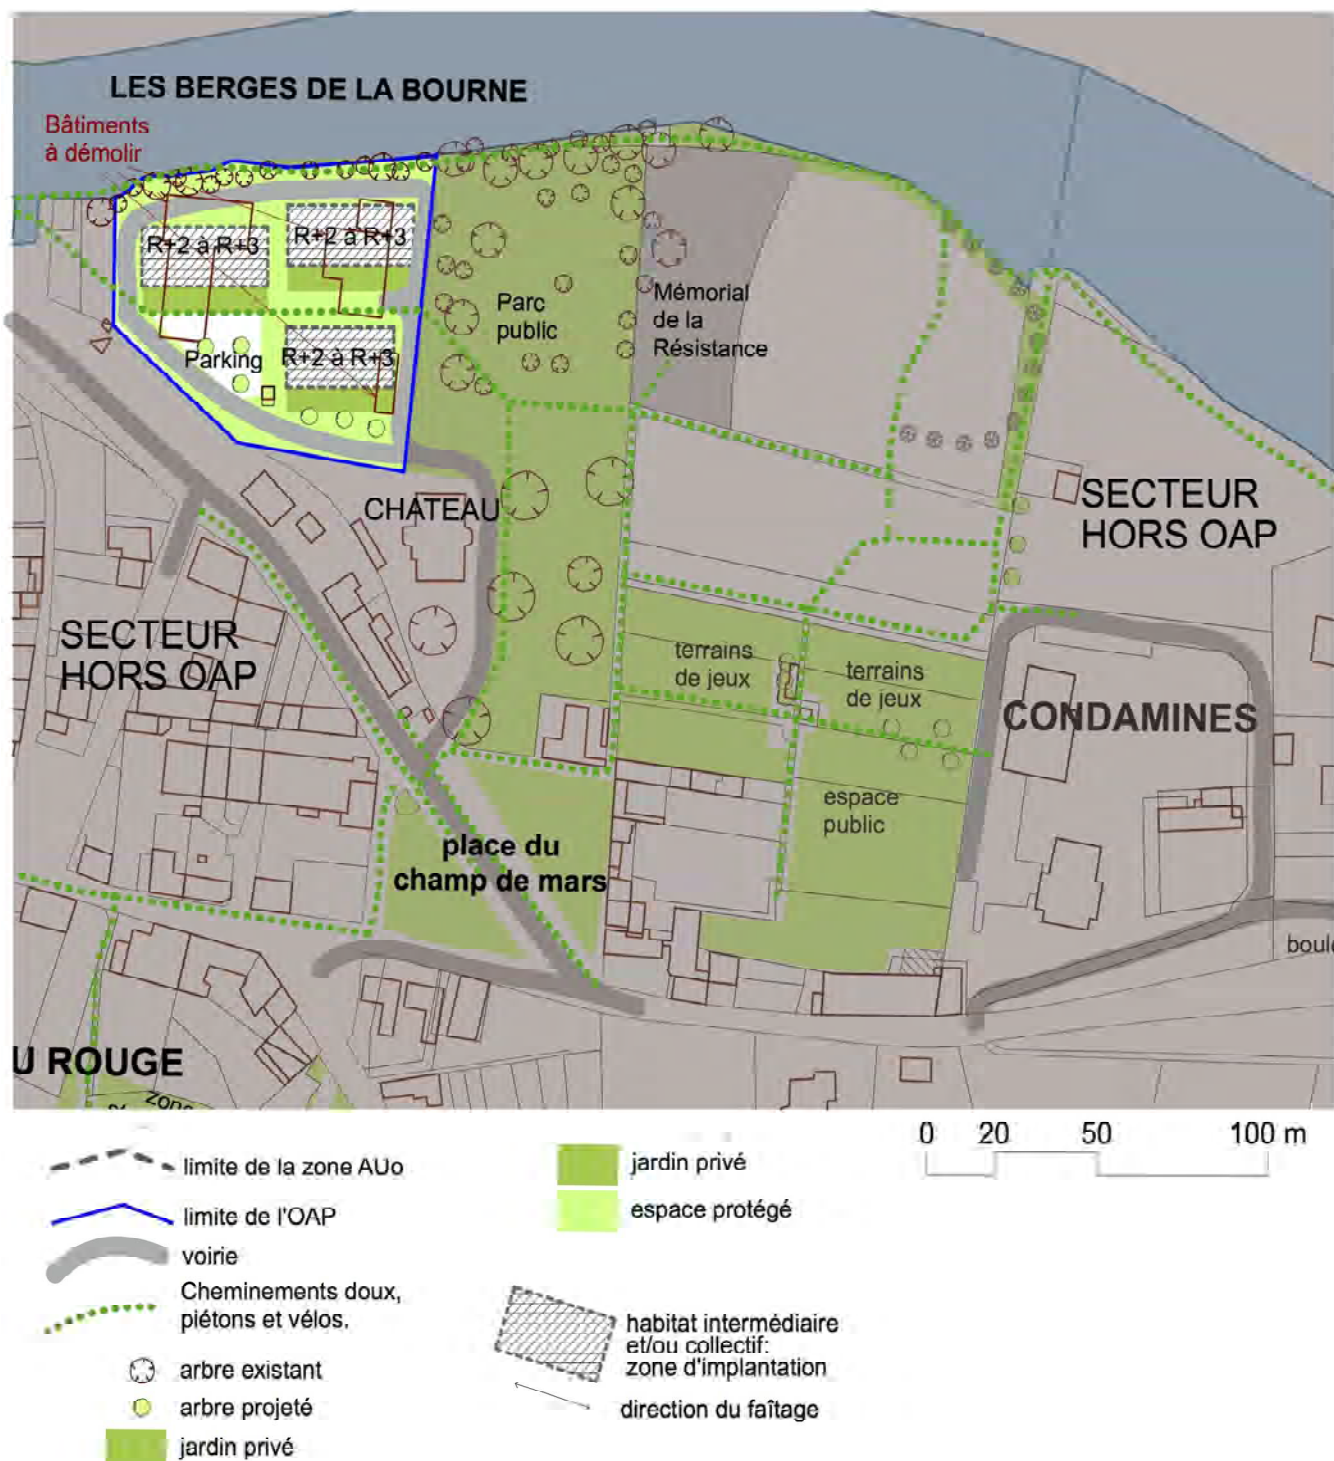 LES BERGES DE LA BOURNE
Bâtiments
à démolir
R+2 à R+3
R+2 à R+3
Parc
public
Mémorial
de la
Résistance
Parking
R+2 à R+3
CHATEAU
SECTEUR
HORS OAP
SECTEUR
HORS OAP
terrains
de jeux
terrains
de jeux
CONDAMINES
espace
public
place du
champ de mars
boule
U ROUGE
zone
0 20 50 100 m
limite de la zone AUo
limite de l'OAP
voirie
Cheminements doux,
piétons et vélos.
arbre existant
arbre projeté
jardin privé
jardin privé
espace protégé
habitat intermédiaire
et/ou collectif:
zone d'implantation
direction du faîtage